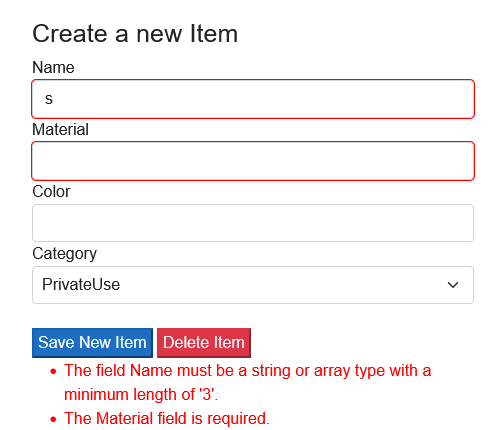 Create a new Item
Name
s
Material
Color
Category
PrivateUse
Save New Item Delete Item
The field Name must be a string or array type with a
minimum length of '3'.
The Material field is required.